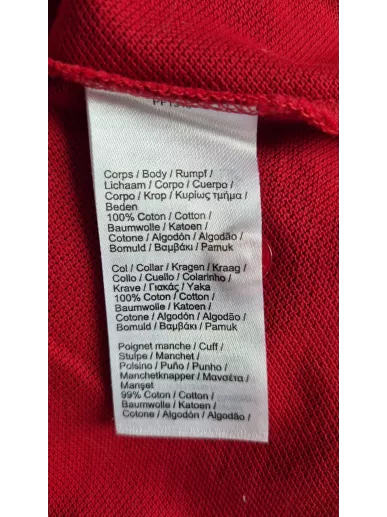 Corps / Body / Rumpf /
Lichaam / Corpo / Cuerpo /
Corpo / Krop / Κυρίως τμήμα /
Beden
100% Coton / Cotton /
Baumwolle / Katoen /
Cotone / Algodón / Algodão /
Bomuld / Βαμβάκι / Pamuk
Col / Collar / Kragen / Kraag /
Collo / Cuello / Colarinho /
Krave / Γιακάς / Yaka
100% Coton / Cotton /
Baumwolle / Katoen /
Cotone / Algodón / Algodão /
Bomuld / Βαμβάκι / Pamuk
Poignet manche / Cuff /
Stulpe / Manchet /
Polsino / Puño / Punho /
Manchetknapper / Μανσέτα /
Manşet
99% Coton / Cotton /
Baumwolle / Katoen /
Cotone / Algodón / Algodão /